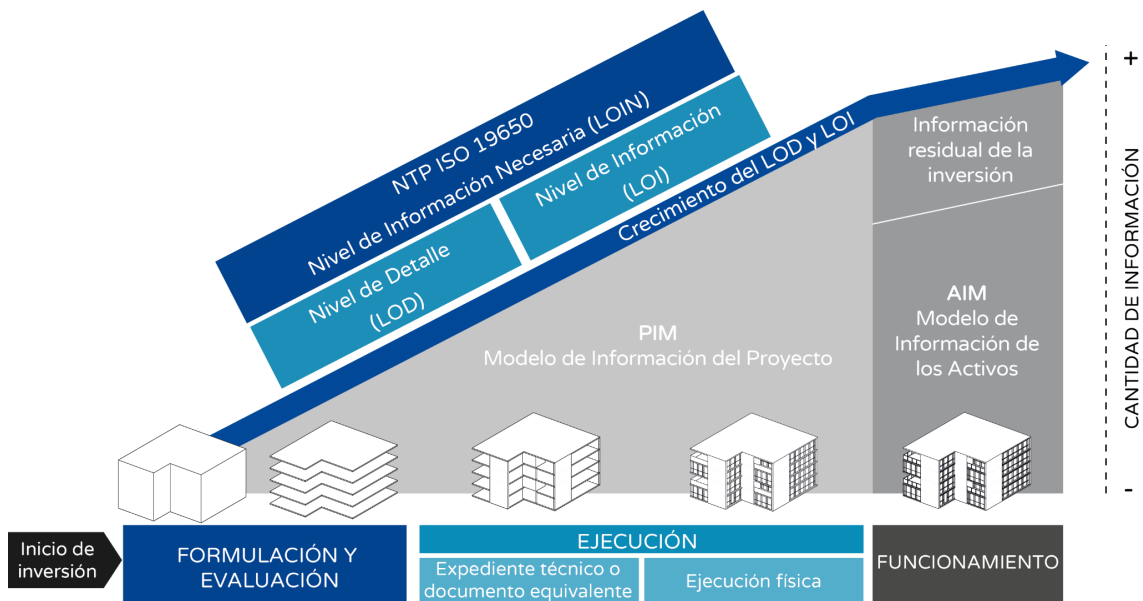 NTP ISO 19650
Nivel de Información Necesaria (LOIN)
Nivel de Detalle
(LOD)
Nivel de Información
(LOI)
Crecimiento del LOD y LOI
Información
residual de la
inversión
PIM
Modelo de Información del Proyecto
AIM
Modelo de
Información de
los Activos
+
CANTIDAD DE INFORMACIÓN
-
Inicio de
inversión
FORMULACIÓN Y
EVALUACIÓN
EJECUCIÓN
Expediente técnico o
documento equivalente
Ejecución física
FUNCIONAMIENTO